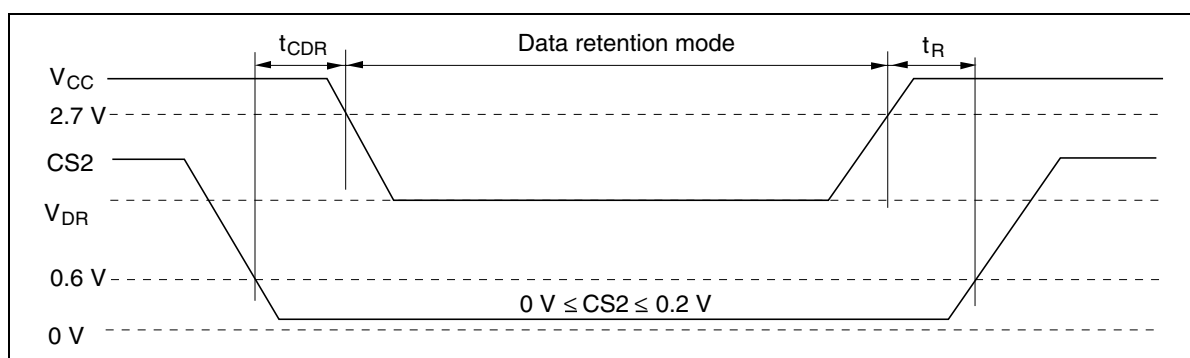 tCDR
Data retention mode
tR
VCC
2.7 V
CS2
VDR
0.6 V
0 V ≤ CS2 ≤ 0.2 V
0 V